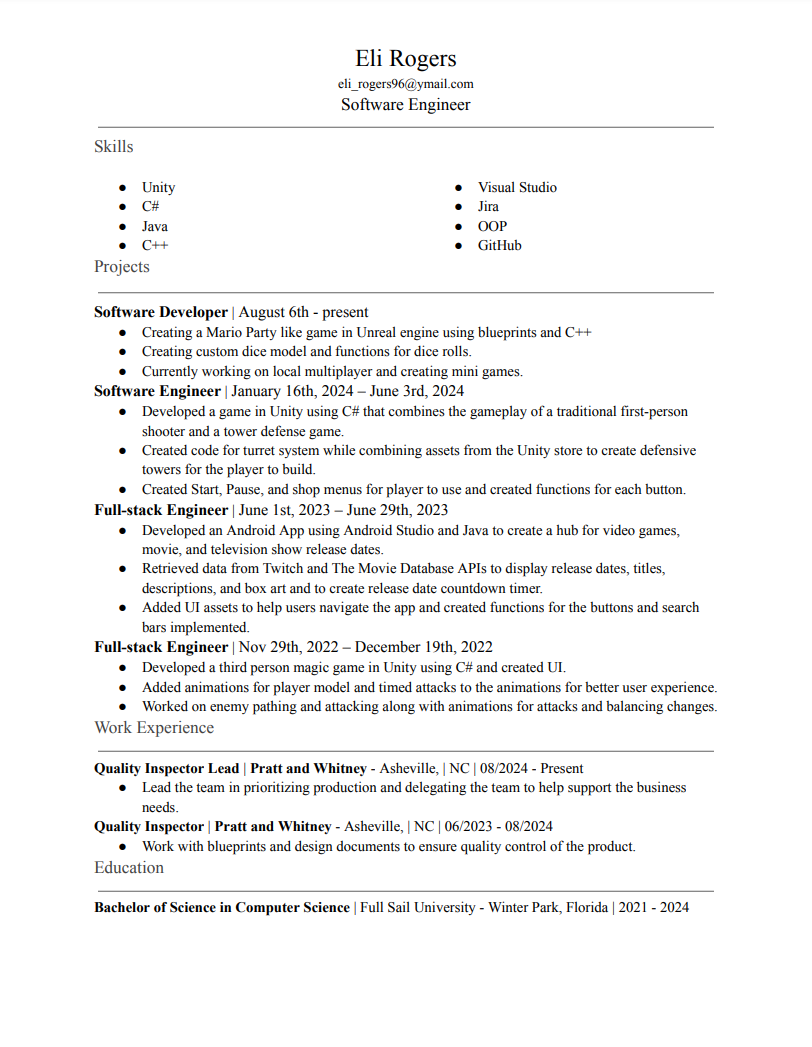 Eli Rogers
eli_rogers96@ymail.com
Software Engineer
Skills
● Unity
● C#
● Java
● C++
● Visual Studio
● Jira
● OOP
● GitHub
Projects
Software Developer | August 6th - present
● Creating a Mario Party like game in Unreal engine using blueprints and C++
● Creating custom dice model and functions for dice rolls.
● Currently working on local multiplayer and creating mini games.
Software Engineer | January 16th, 2024 – June 3rd, 2024
● Developed a game in Unity using C# that combines the gameplay of a traditional first-person
shooter and a tower defense game.
● Created code for turret system while combining assets from the Unity store to create defensive
towers for the player to build.
● Created Start, Pause, and shop menus for player to use and created functions for each button.
Full-stack Engineer | June 1st, 2023 – June 29th, 2023
● Developed an Android App using Android Studio and Java to create a hub for video games,
movie, and television show release dates.
● Retrieved data from Twitch and The Movie Database APIs to display release dates, titles,
descriptions, and box art and to create release date countdown timer.
● Added UI assets to help users navigate the app and created functions for the buttons and search
bars implemented.
Full-stack Engineer | Nov 29th, 2022 – December 19th, 2022
● Developed a third person magic game in Unity using C# and created UI.
● Added animations for player model and timed attacks to the animations for better user experience.
● Worked on enemy pathing and attacking along with animations for attacks and balancing changes.
Work Experience
Quality Inspector Lead | Pratt and Whitney - Asheville, | NC | 08/2024 - Present
● Lead the team in prioritizing production and delegating the team to help support the business
needs.
Quality Inspector | Pratt and Whitney - Asheville, | NC | 06/2023 - 08/2024
● Work with blueprints and design documents to ensure quality control of the product.
Education
Bachelor of Science in Computer Science | Full Sail University - Winter Park, Florida | 2021 - 2024